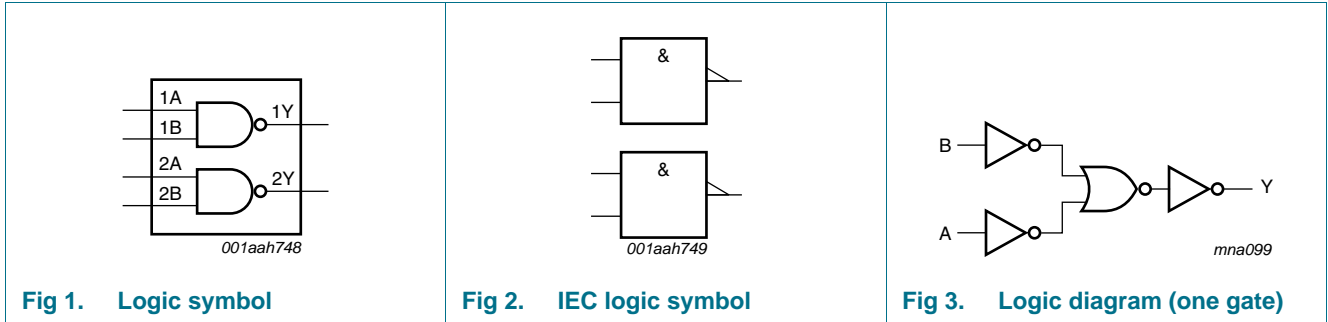 1A
1B
1Y
2A
2B
2Y
001aah748
Fig 1. Logic symbol
&
&
001aah749
Fig 2. IEC logic symbol
B
A
Y
mna099
Fig 3. Logic diagram (one gate)